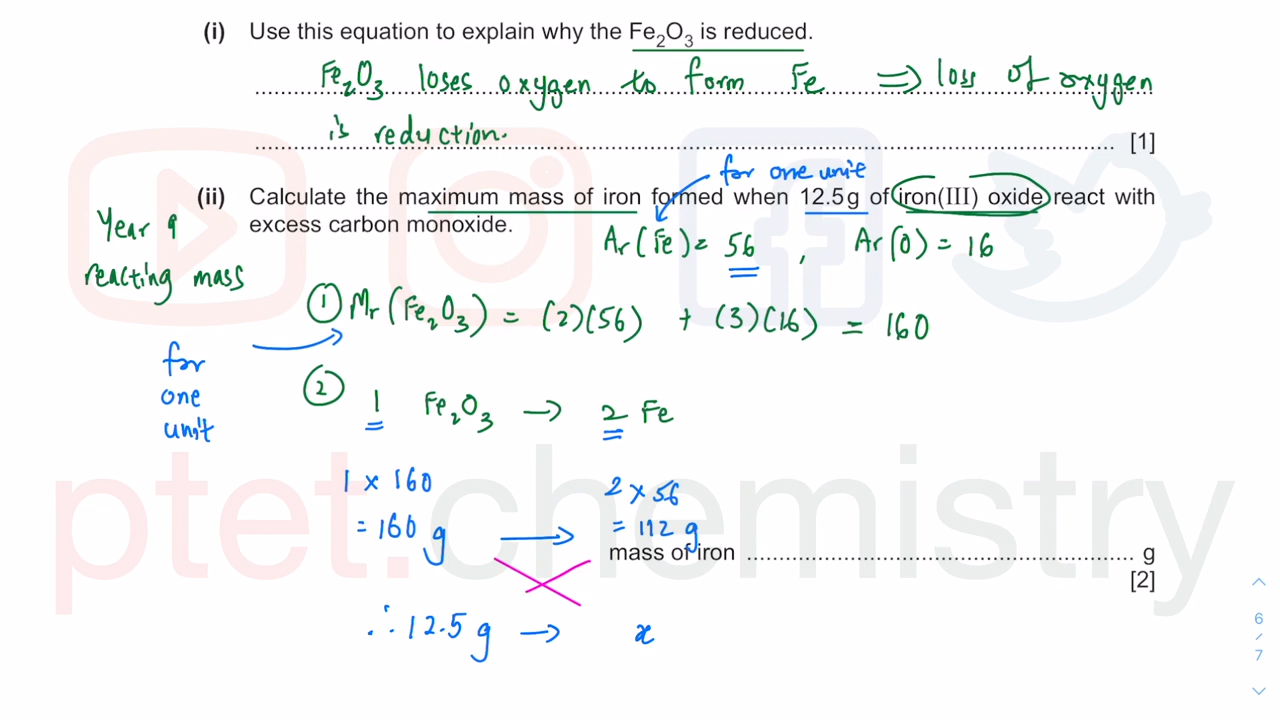 (i) Use this equation to explain why the Fe₂O₃ is reduced.
Fe₂O₃ loses oxygen to form Fe ⇒ loss of oxygen
is reduction.
[1]
for one unit
(ii) Calculate the maximum mass of iron formed when 12.5 g of iron(III) oxide react with
excess carbon monoxide.
Year 9
reacting mass
Ar(Fe) = 56 , Ar(O) = 16
① Mr (Fe₂O₃) = (2)(56) + (3)(16) = 160
for
one
unit
② 1 Fe₂O₃ → 2 Fe
1 × 160 2 × 56
= 160 g → = 112 g
ptet.chemistry
mass of iron ........................................................... g
[2]
∴ 12.5 g → x
6
/
7